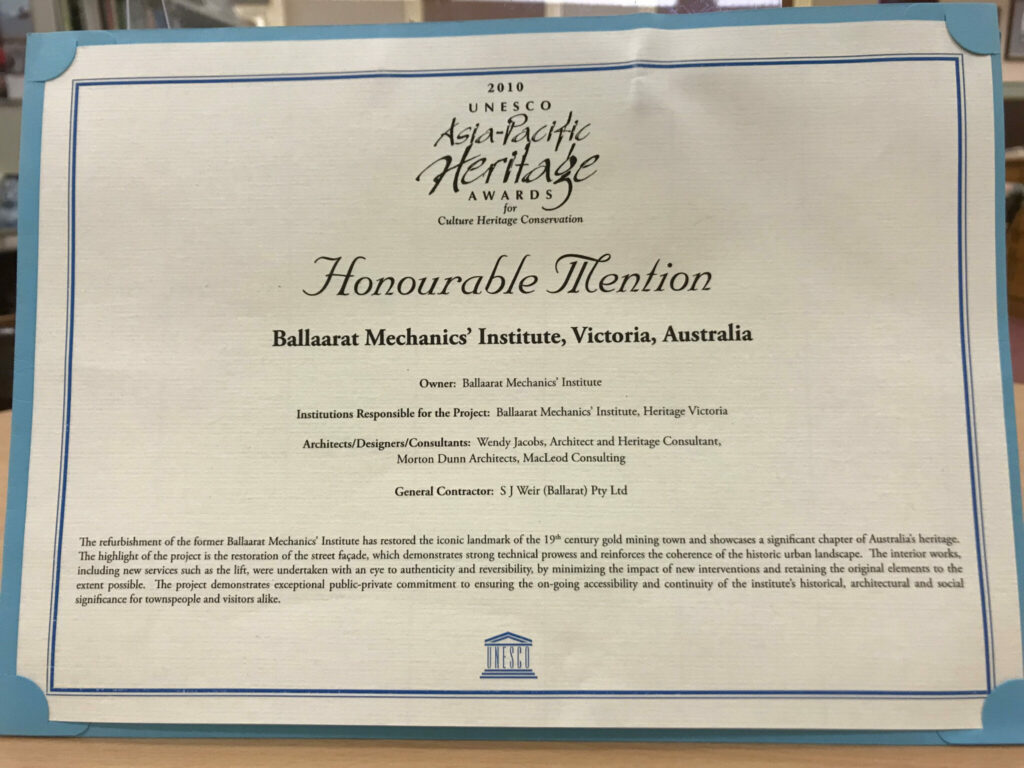 2010
UNESCO
Asia-Pacific
Heritage
AWARDS
for
Culture Heritage Conservation
Honourable Mention
Ballaarat Mechanics' Institute, Victoria, Australia
Owner: Ballaarat Mechanics' Institute
Institutions Responsible for the Project: Ballaarat Mechanics' Institute, Heritage Victoria
Architects/Designers/Consultants: Wendy Jacobs, Architect and Heritage Consultant,
Morton Dunn Architects, MacLeod Consulting
General Contractor: S J Weir (Ballarat) Pty Ltd
The refurbishment of the former Ballaarat Mechanics' Institute has restored the iconic landmark of the 19th century gold mining town and showcases a significant chapter of Australia's heritage.
The highlight of the project is the restoration of the street façade, which demonstrates strong technical prowess and reinforces the coherence of the historic urban landscape. The interior works,
including new services such as the lift, were undertaken with an eye to authenticity and reversibility, by minimizing the impact of new interventions and retaining the original elements to the
extent possible. The project demonstrates exceptional public-private commitment to ensuring the on-going accessibility and continuity of the institute's historical, architectural and social
significance for townspeople and visitors alike.
UNESCO